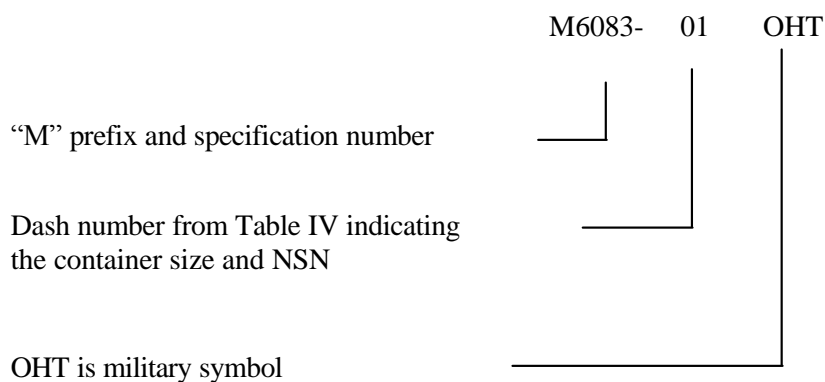 M6083- 01 OHT
“M” prefix and specification number
Dash number from Table IV indicating
the container size and NSN
OHT is military symbol